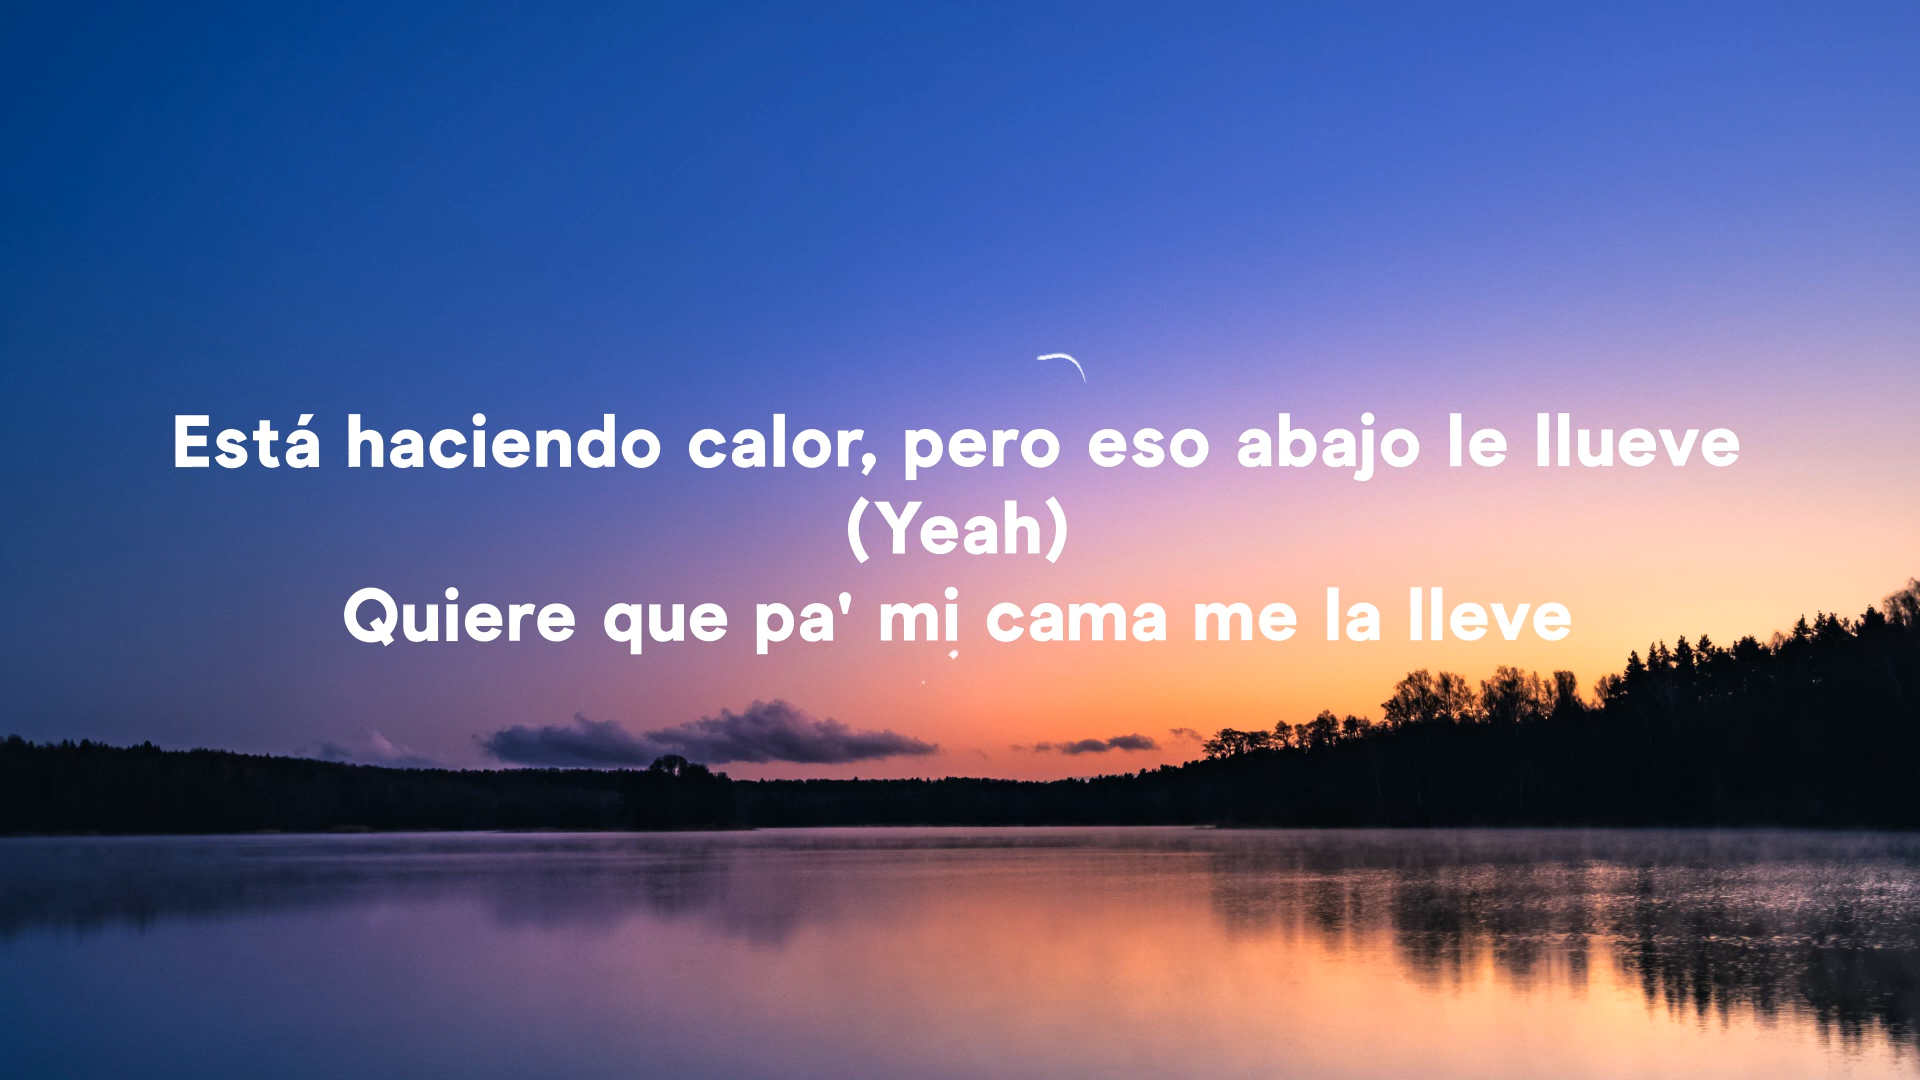 Está haciendo calor, pero eso abajo le llueve
(Yeah)
Quiere que pa' mi cama me la lleve